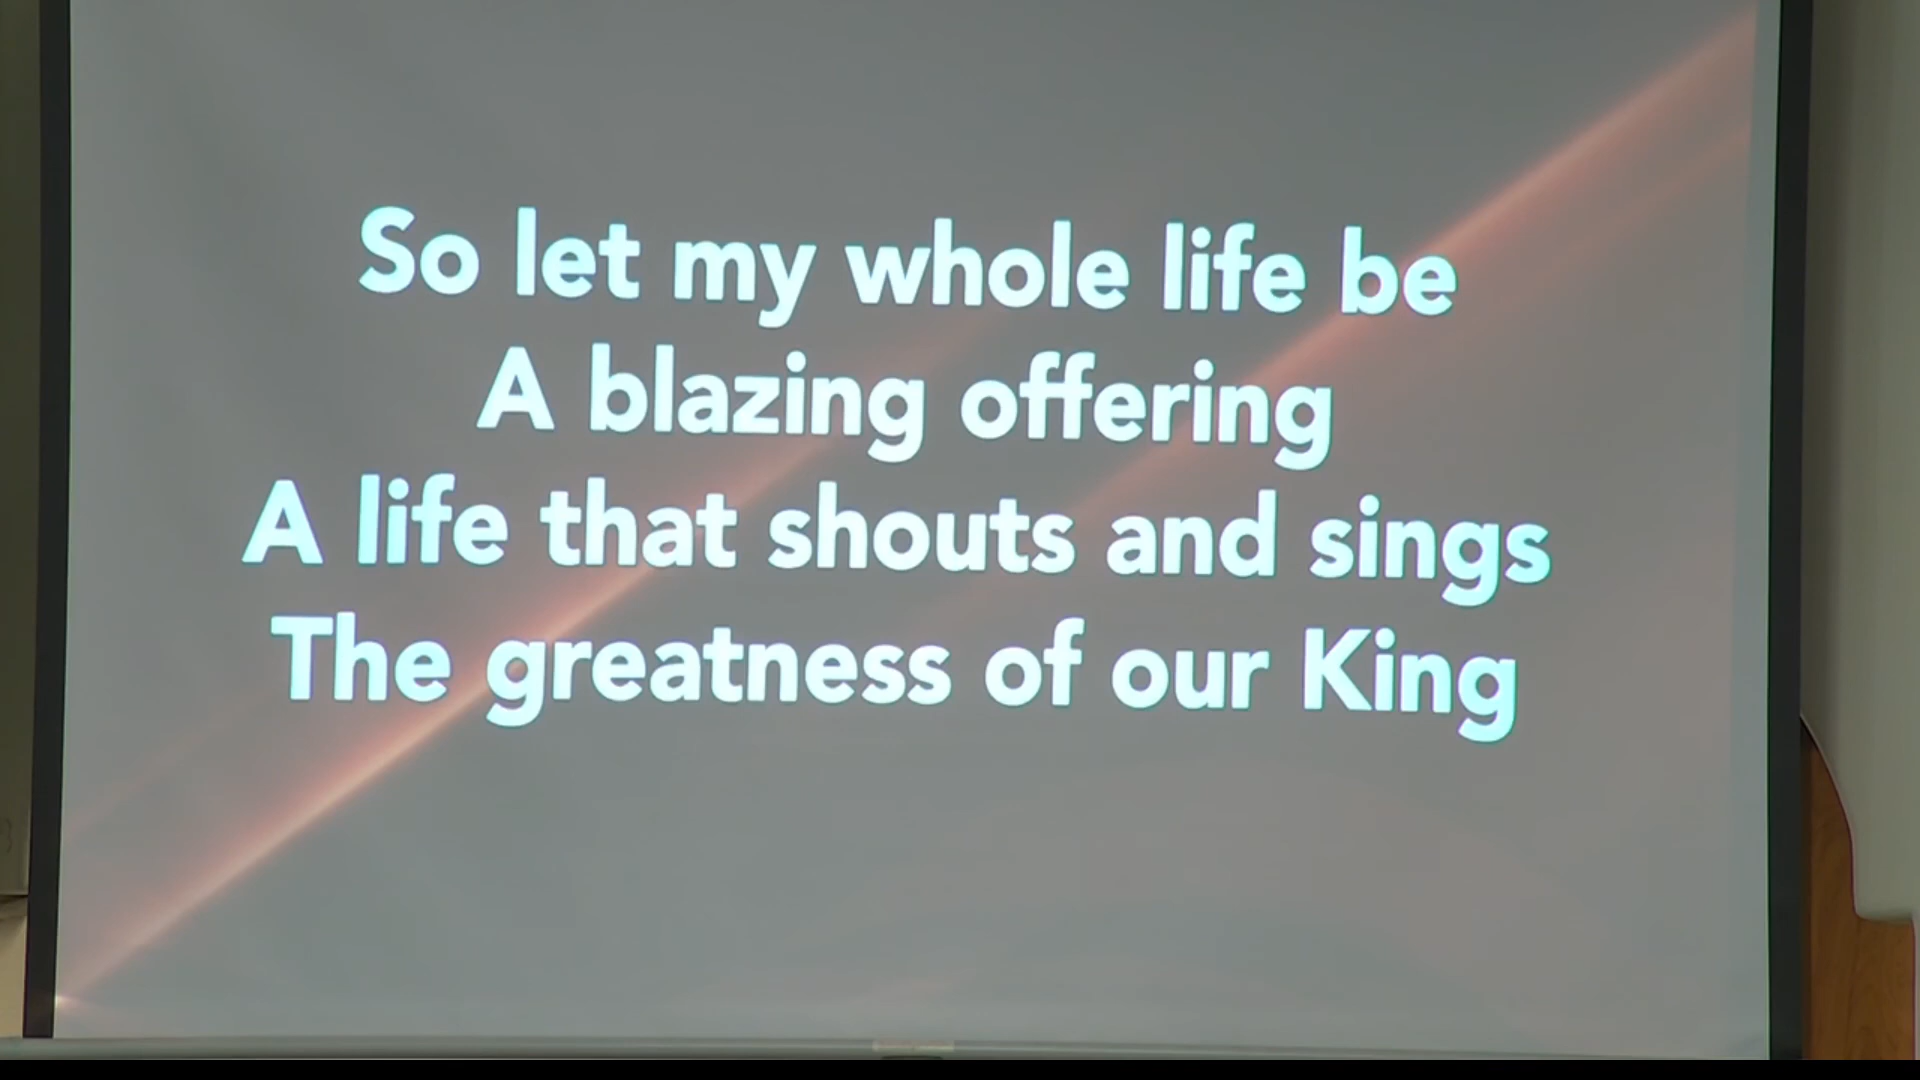 So let my whole life be
A blazing offering
A life that shouts and sings
The greatness of our King